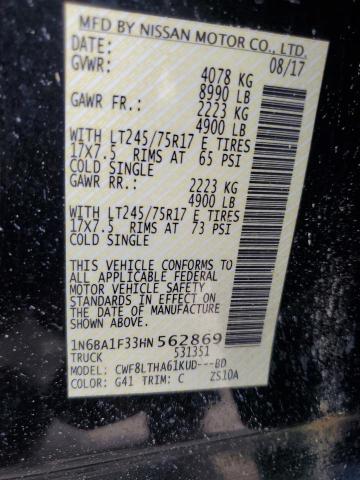 MFD BY NISSAN MOTOR CO., LTD.
DATE: 08/17
GVWR: 4078 KG
8990 LB
GAWR FR.: 2223 KG
4900 LB
WITH LT245/75R17 E TIRES
17X7.5 RIMS AT 65 PSI
COLD SINGLE
GAWR RR.: 2223 KG
4900 LB
WITH LT245/75R17 E TIRES
17X7.5 RIMS AT 73 PSI
COLD SINGLE
THIS VEHICLE CONFORMS TO
ALL APPLICABLE FEDERAL
MOTOR VEHICLE SAFETY
STANDARDS IN EFFECT ON
THE DATE OF MANUFACTURE
1N6BA1F33HN562869
TRUCK 531351
MODEL: CWF8LTHA61KUD---BD
COLOR: G41 TRIM: C ZS10A